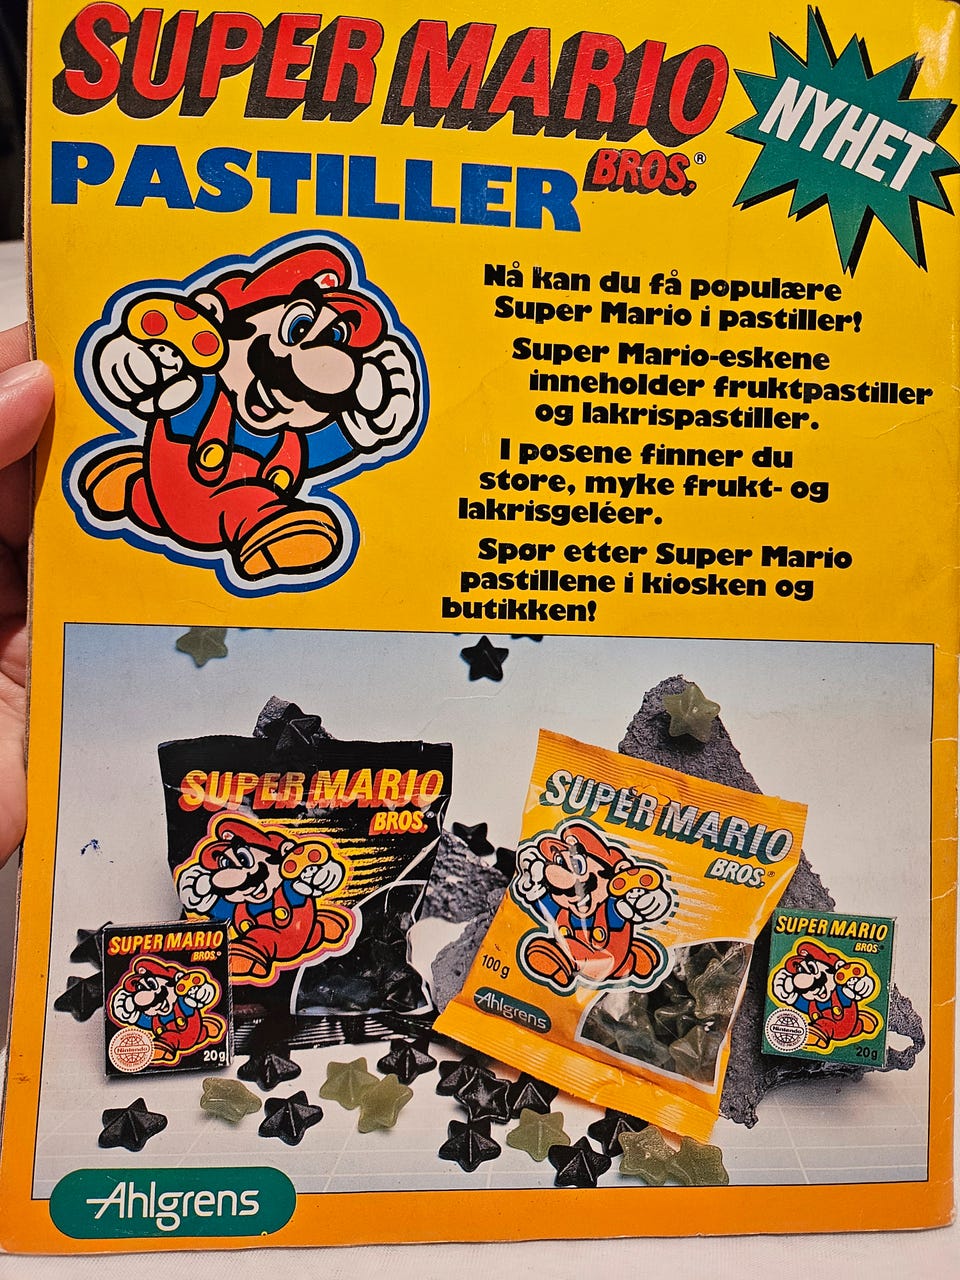 SUPER MARIO
BROS.®
PASTILLER
NYHET
Nå kan du få populære
Super Mario i pastiller!
Super Mario-eskene
inneholder fruktpastiller
og lakrispastiller.
I posene finner du
store, myke frukt- og
lakrisgeléer.
Spør etter Super Mario
pastillene i kiosken og
butikken!
SUPER MARIO
BROS.®
SUPER MARIO
BROS.®
100 g
Ahlgrens
SUPER MARIO
BROS.®
Nintendo
20g
SUPER MARIO
BROS®
Nintendo
20g
Ahlgrens